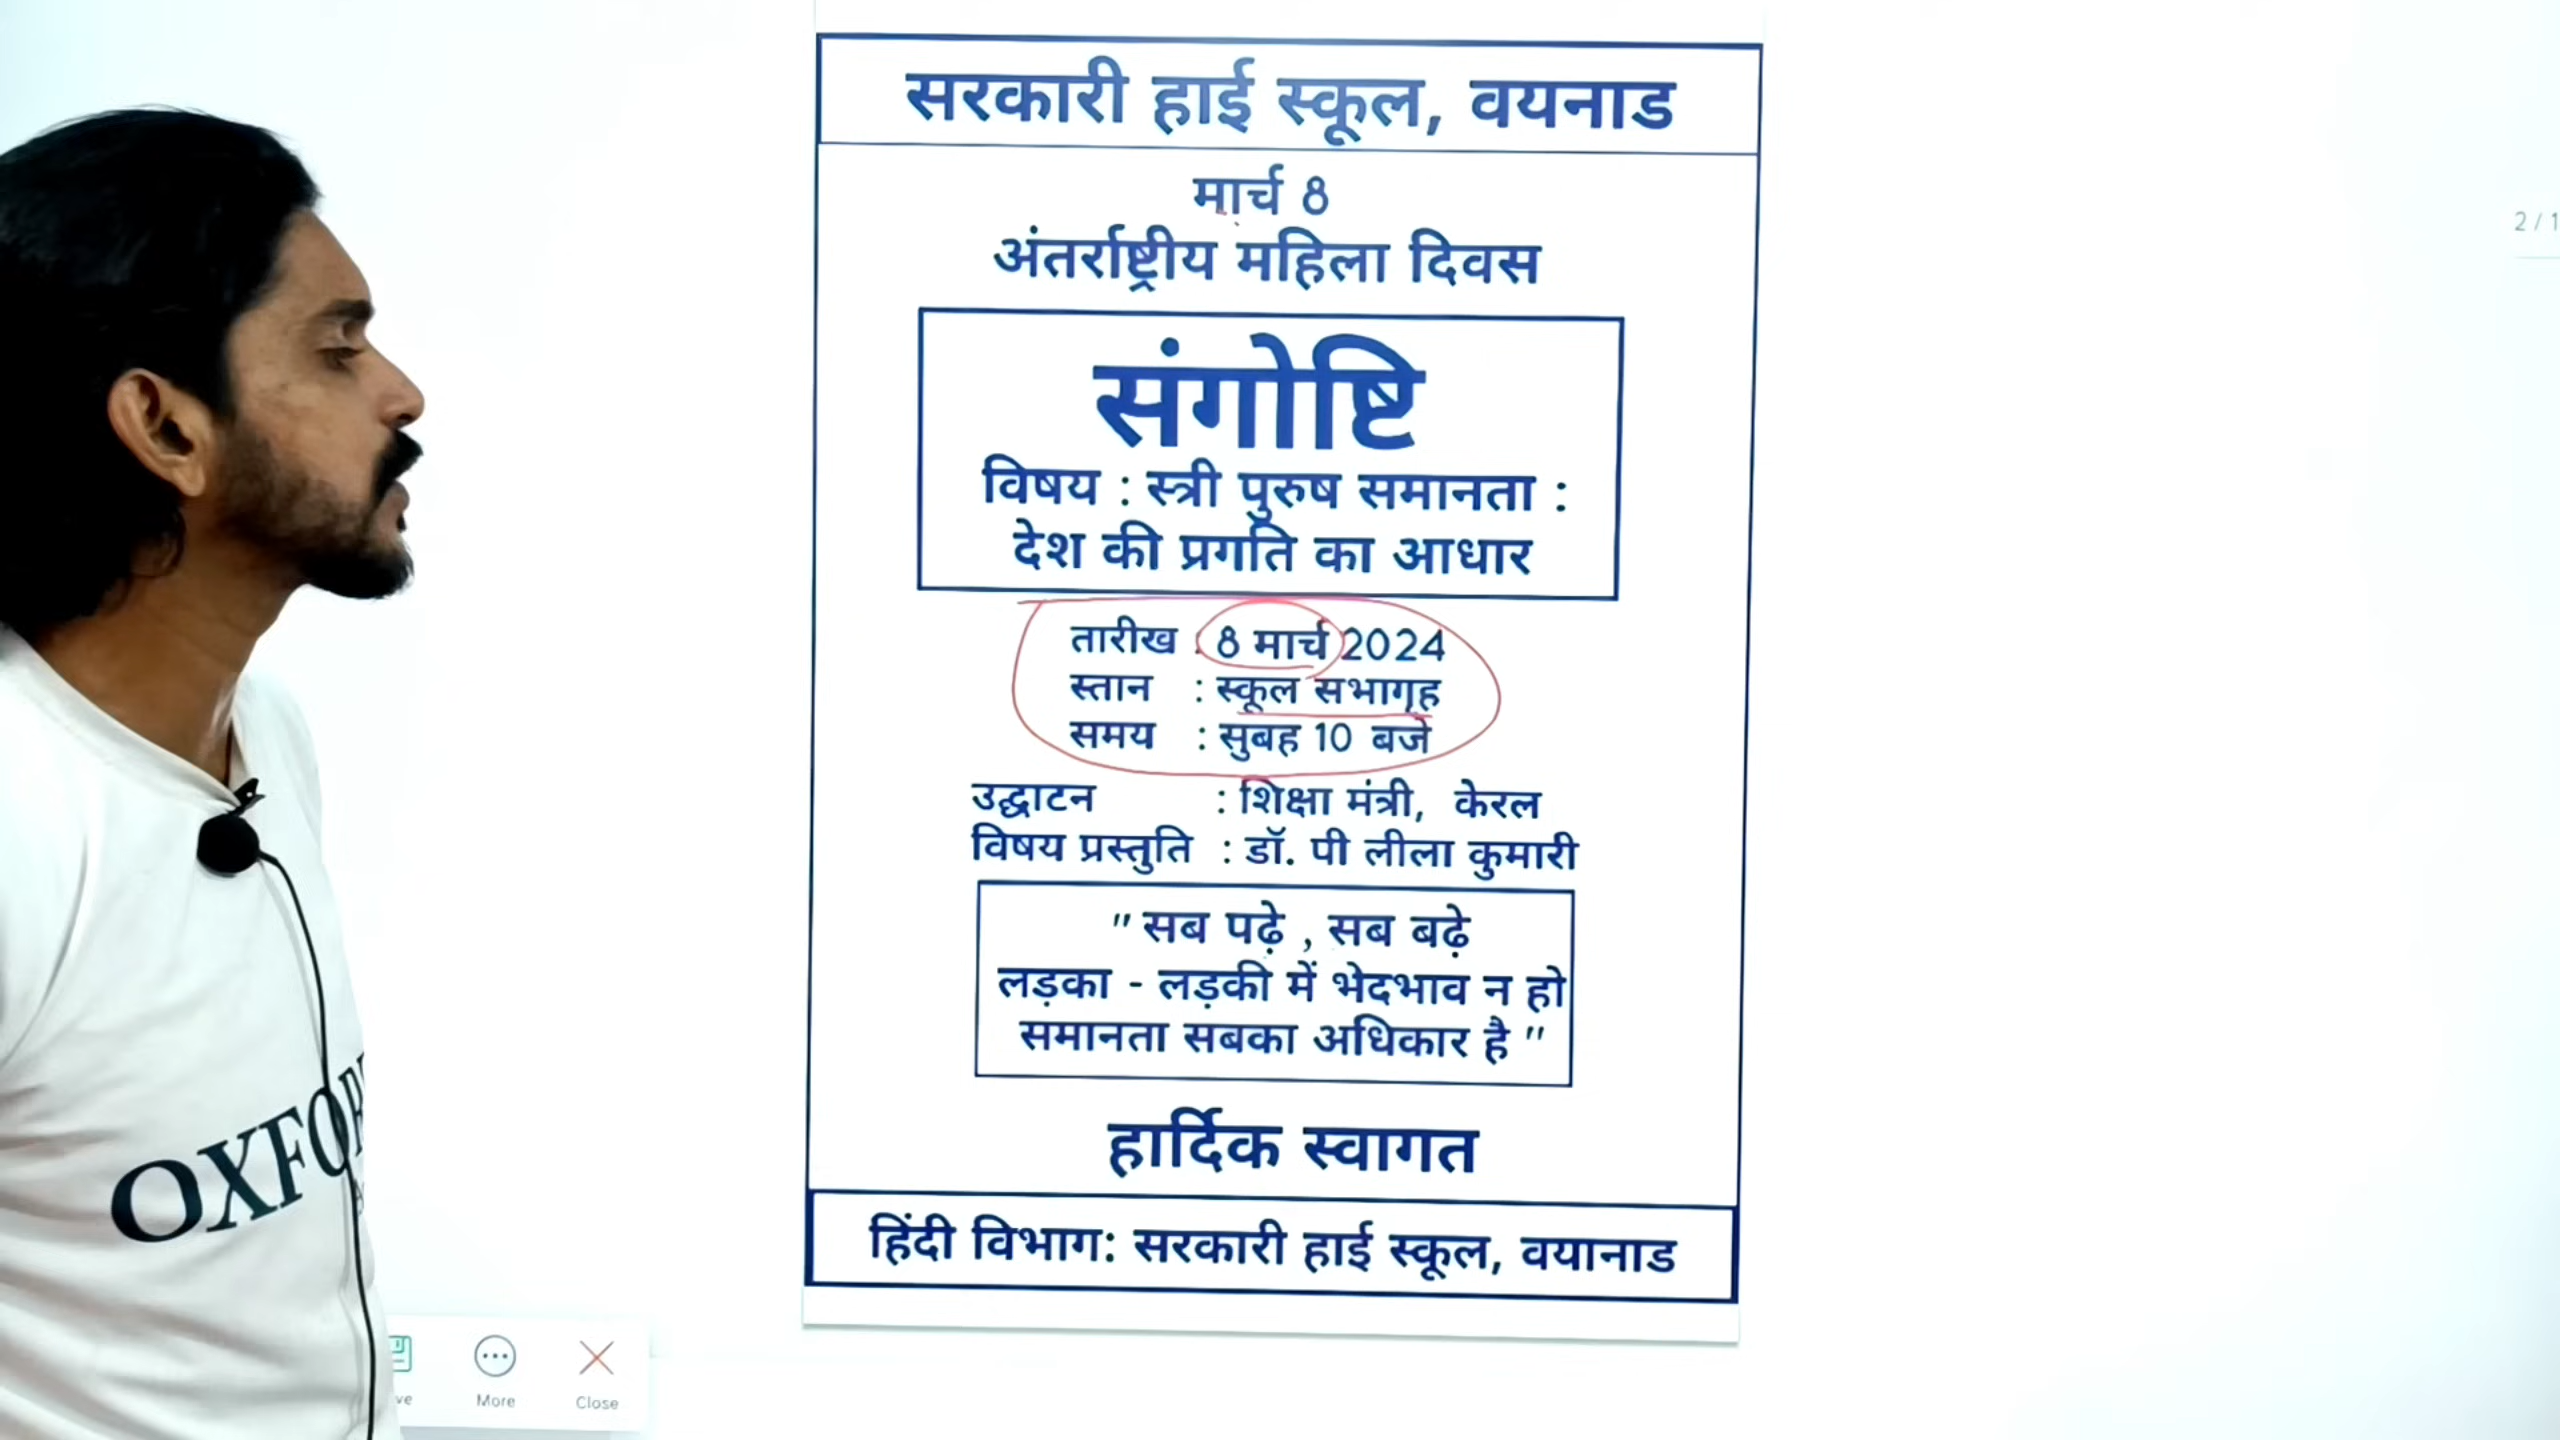 सरकारी हाई स्कूल, वयनाड
मार्च 8
अंतर्राष्ट्रीय महिला दिवस
संगोष्टि
विषय : स्त्री पुरुष समानता :
देश की प्रगति का आधार
तारीख : 8 मार्च 2024
स्तान : स्कूल सभागृह
समय : सुबह 10 बजे
उद्घाटन : शिक्षा मंत्री, केरल
विषय प्रस्तुति : डॉ. पी लीला कुमारी
" सब पढ़े , सब बढ़े
लड़का - लड़की में भेदभाव न हो
समानता सबका अधिकार है "
हार्दिक स्वागत
हिंदी विभाग: सरकारी हाई स्कूल, वयानाड
OXFOR
2 / 1
ve More Close